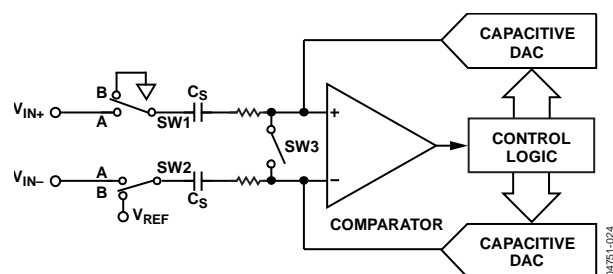 CAPACITIVE
DAC
B
CS
VIN+
A
SW1
+
SW3
CONTROL
LOGIC
VIN–
A
SW2
–
B
CS
VREF
COMPARATOR
CAPACITIVE
DAC
04751-024